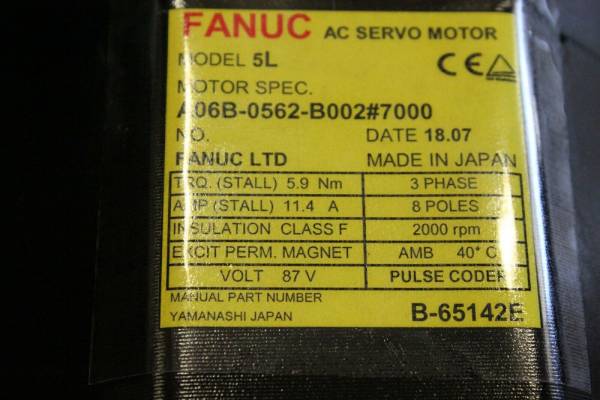 FANUC AC SERVO MOTOR
MODEL 5L
CE
MOTOR SPEC.
A06B-0562-B002#7000
NO. DATE 18.07
FANUC LTD MADE IN JAPAN
TRQ. (STALL) 5.9 Nm 3 PHASE
AMP (STALL) 11.4 A 8 POLES
INSULATION CLASS F 2000 rpm
EXCIT PERM. MAGNET AMB 40° C
VOLT 87 V PULSE CODER
MANUAL PART NUMBER
YAMANASHI JAPAN B-65142E